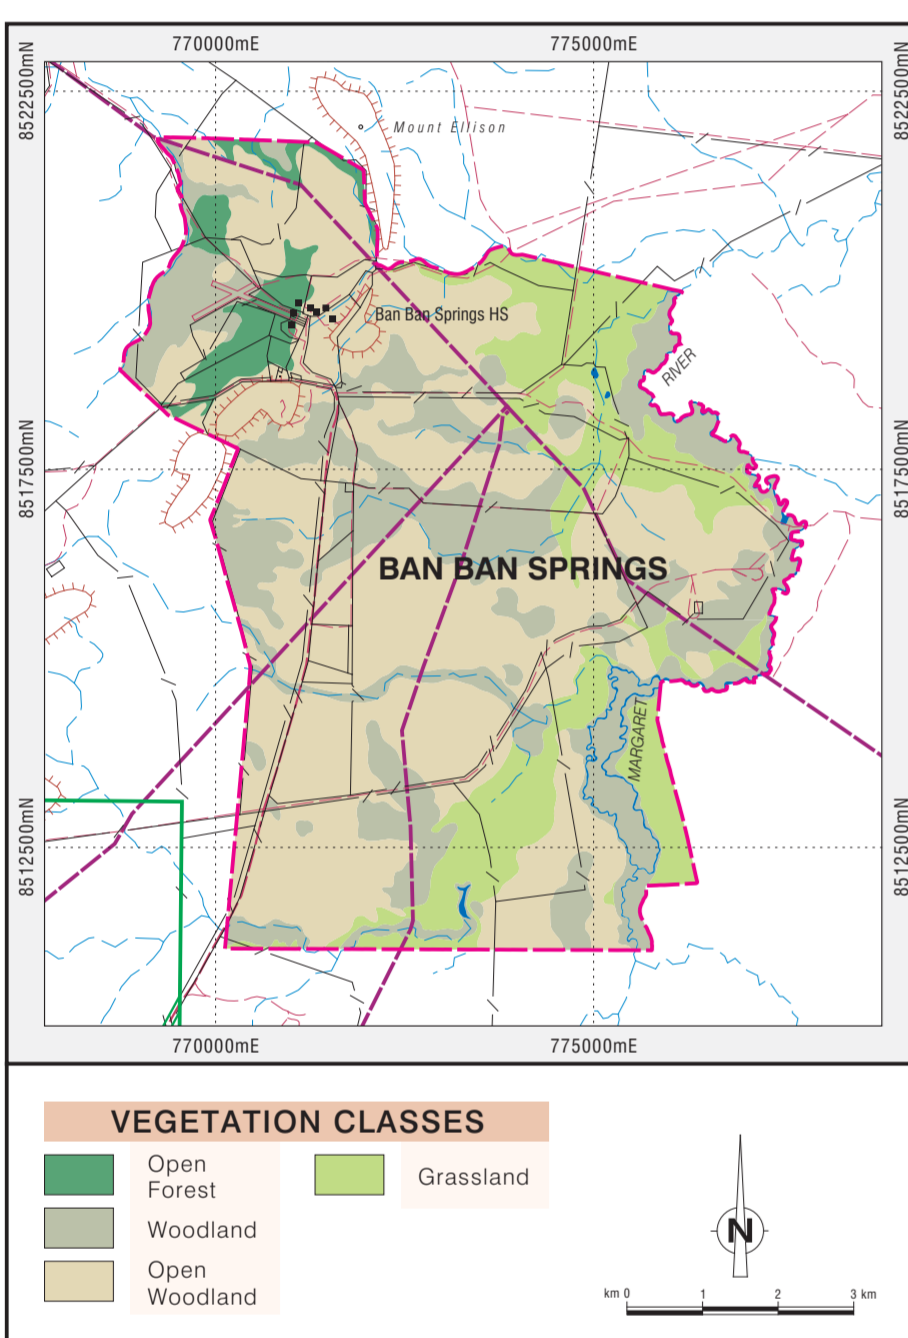 770000mE 775000mE
8522500mN 8522500mN
Mount Ellison
Ban Ban Springs HS
RIVER
8517500mN 8517500mN
BAN BAN SPRINGS
MARGARET
8512500mN 8512500mN
770000mE 775000mE
VEGETATION CLASSES
Open
Forest
Grassland
Woodland
Open
Woodland
N
km 0 1 2 3 km